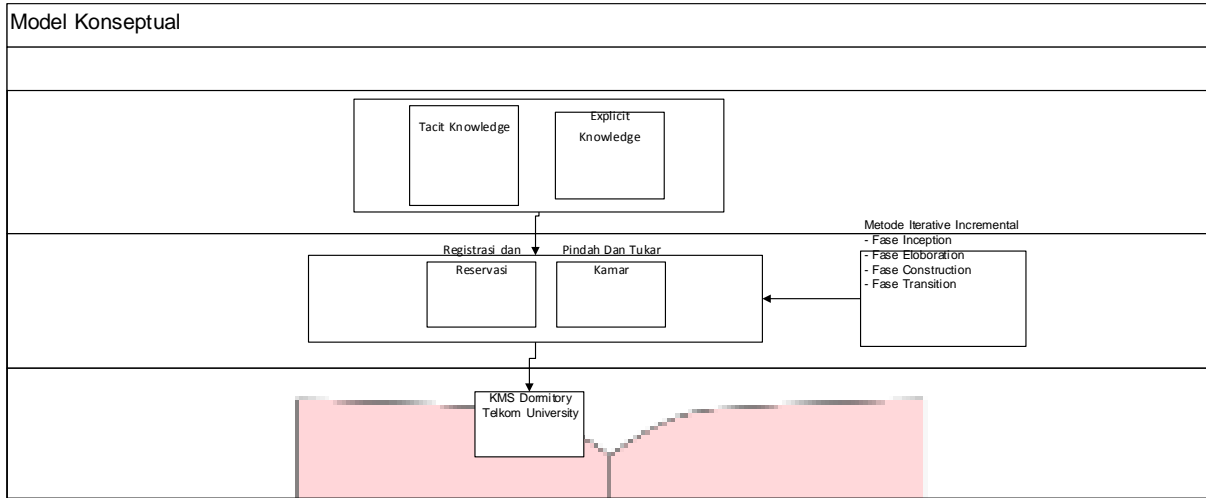 Model Konseptual
Tacit Knowledge
Explicit
Knowledge
Registrasi dan
Reservasi
Pindah Dan Tukar
Kamar
Metode Iterative Incremental
- Fase Inception
- Fase Eloboration
- Fase Construction
- Fase Transition
KMS Dormitory
Telkom University